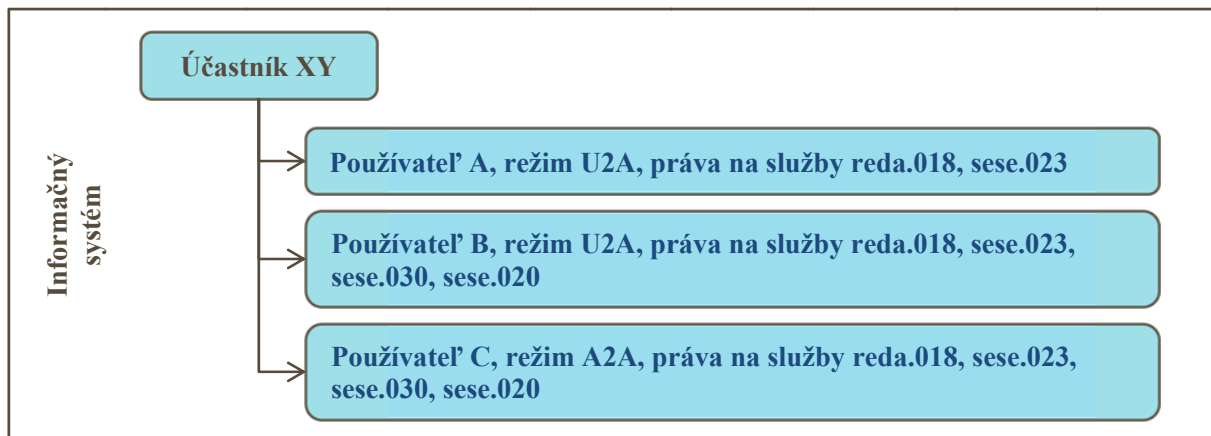 Účastník XY
Informačný
systém
Používateľ A, režim U2A, práva na služby reda.018, sese.023
Používateľ B, režim U2A, práva na služby reda.018, sese.023,
sese.030, sese.020
Používateľ C, režim A2A, práva na služby reda.018, sese.023,
sese.030, sese.020